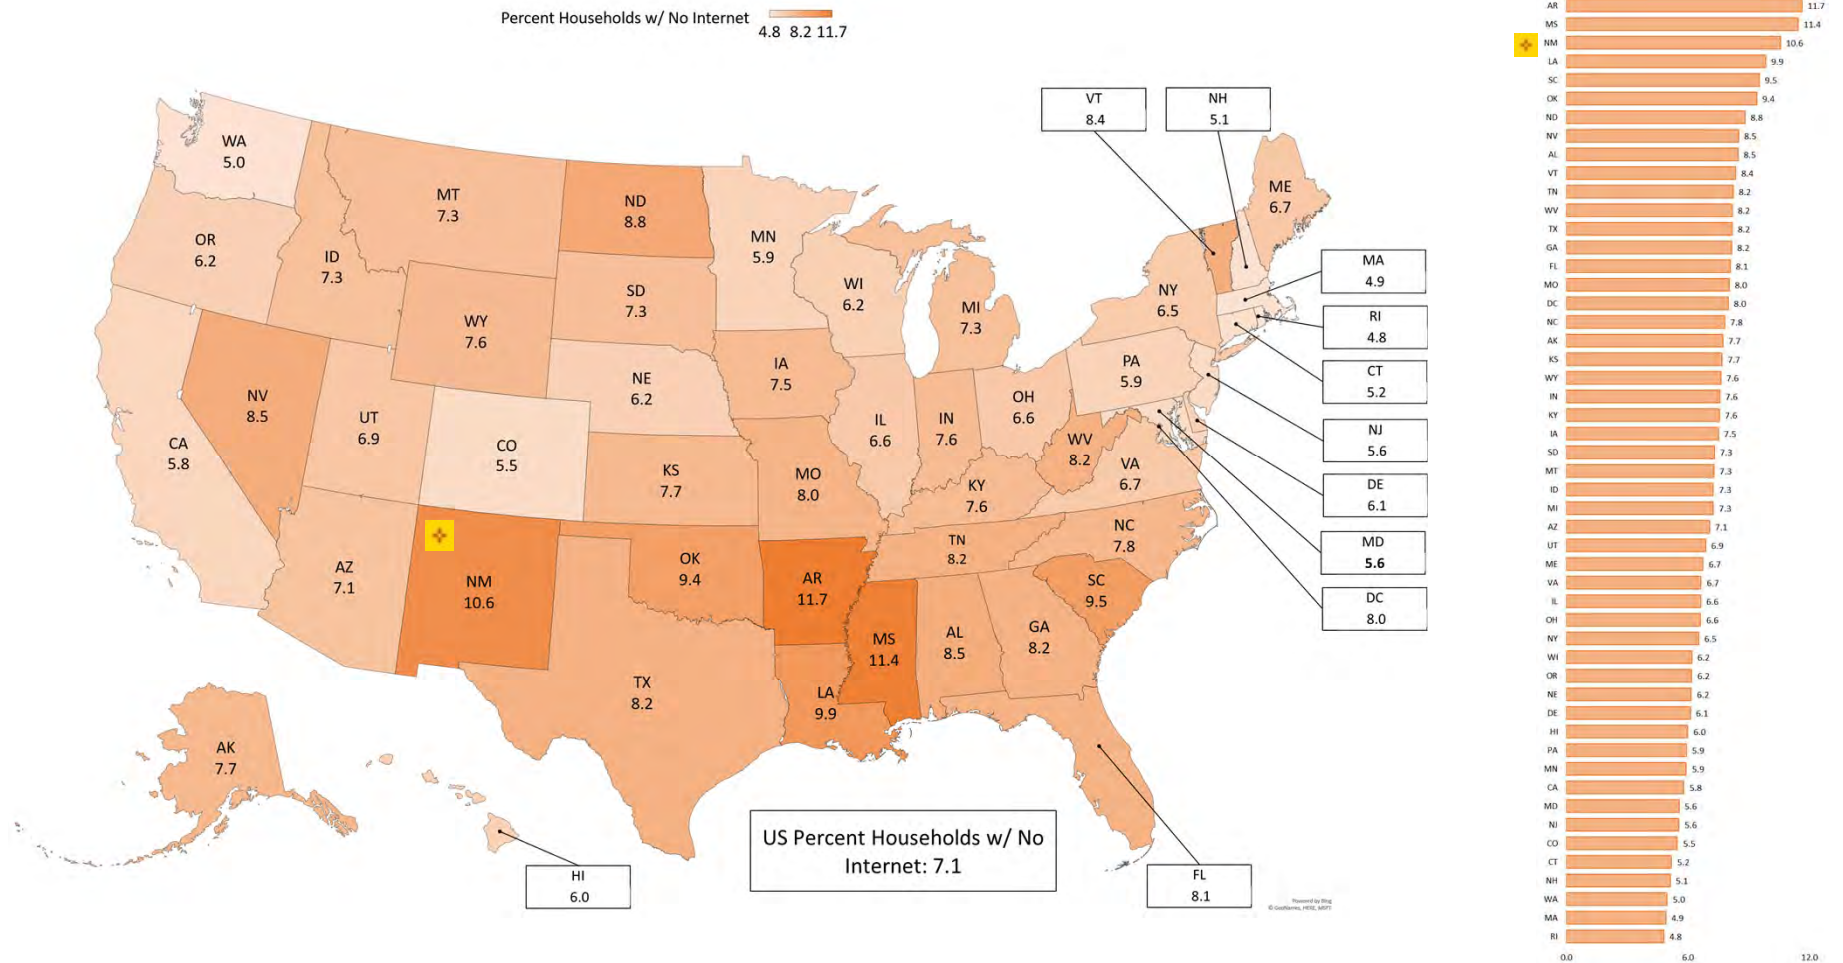 Percent Households w/ No Internet
4.8 8.2 11.7
WA
5.0
MT
7.3
ND
8.8
MN
5.9
VT
8.4
NH
5.1
ME
6.7
OR
6.2
ID
7.3
WY
7.6
SD
7.3
WI
6.2
MI
7.3
NY
6.5
MA
4.9
RI
4.8
CT
5.2
NJ
5.6
DE
6.1
MD
5.6
DC
8.0
CA
5.8
NV
8.5
UT
6.9
CO
5.5
NE
6.2
IA
7.5
IL
6.6
IN
7.6
OH
6.6
PA
5.9
WV
8.2
VA
6.7
KS
7.7
MO
8.0
KY
7.6
NC
7.8
TN
8.2
SC
9.5
AZ
7.1
NM
10.6
OK
9.4
AR
11.7
MS
11.4
AL
8.5
GA
8.2
TX
8.2
LA
9.9
AK
7.7
HI
6.0
FL
8.1
US Percent Households w/ No
Internet: 7.1
Powered by Bing
© GeoNames, HERE, MSFT
AR 11.7
MS 11.4
NM 10.6
LA 9.9
SC 9.5
OK 9.4
ND 8.8
NV 8.5
AL 8.5
VT 8.4
TN 8.2
WV 8.2
TX 8.2
GA 8.2
FL 8.1
MO 8.0
DC 8.0
NC 7.8
AK 7.7
KS 7.7
WY 7.6
IN 7.6
KY 7.6
IA 7.5
SD 7.3
MT 7.3
ID 7.3
MI 7.3
AZ 7.1
UT 6.9
ME 6.7
VA 6.7
IL 6.6
OH 6.6
NY 6.5
WI 6.2
OR 6.2
NE 6.2
DE 6.1
HI 6.0
PA 5.9
MN 5.9
CA 5.8
MD 5.6
NJ 5.6
CO 5.5
CT 5.2
NH 5.1
WA 5.0
MA 4.9
RI 4.8
0.0 6.0 12.0